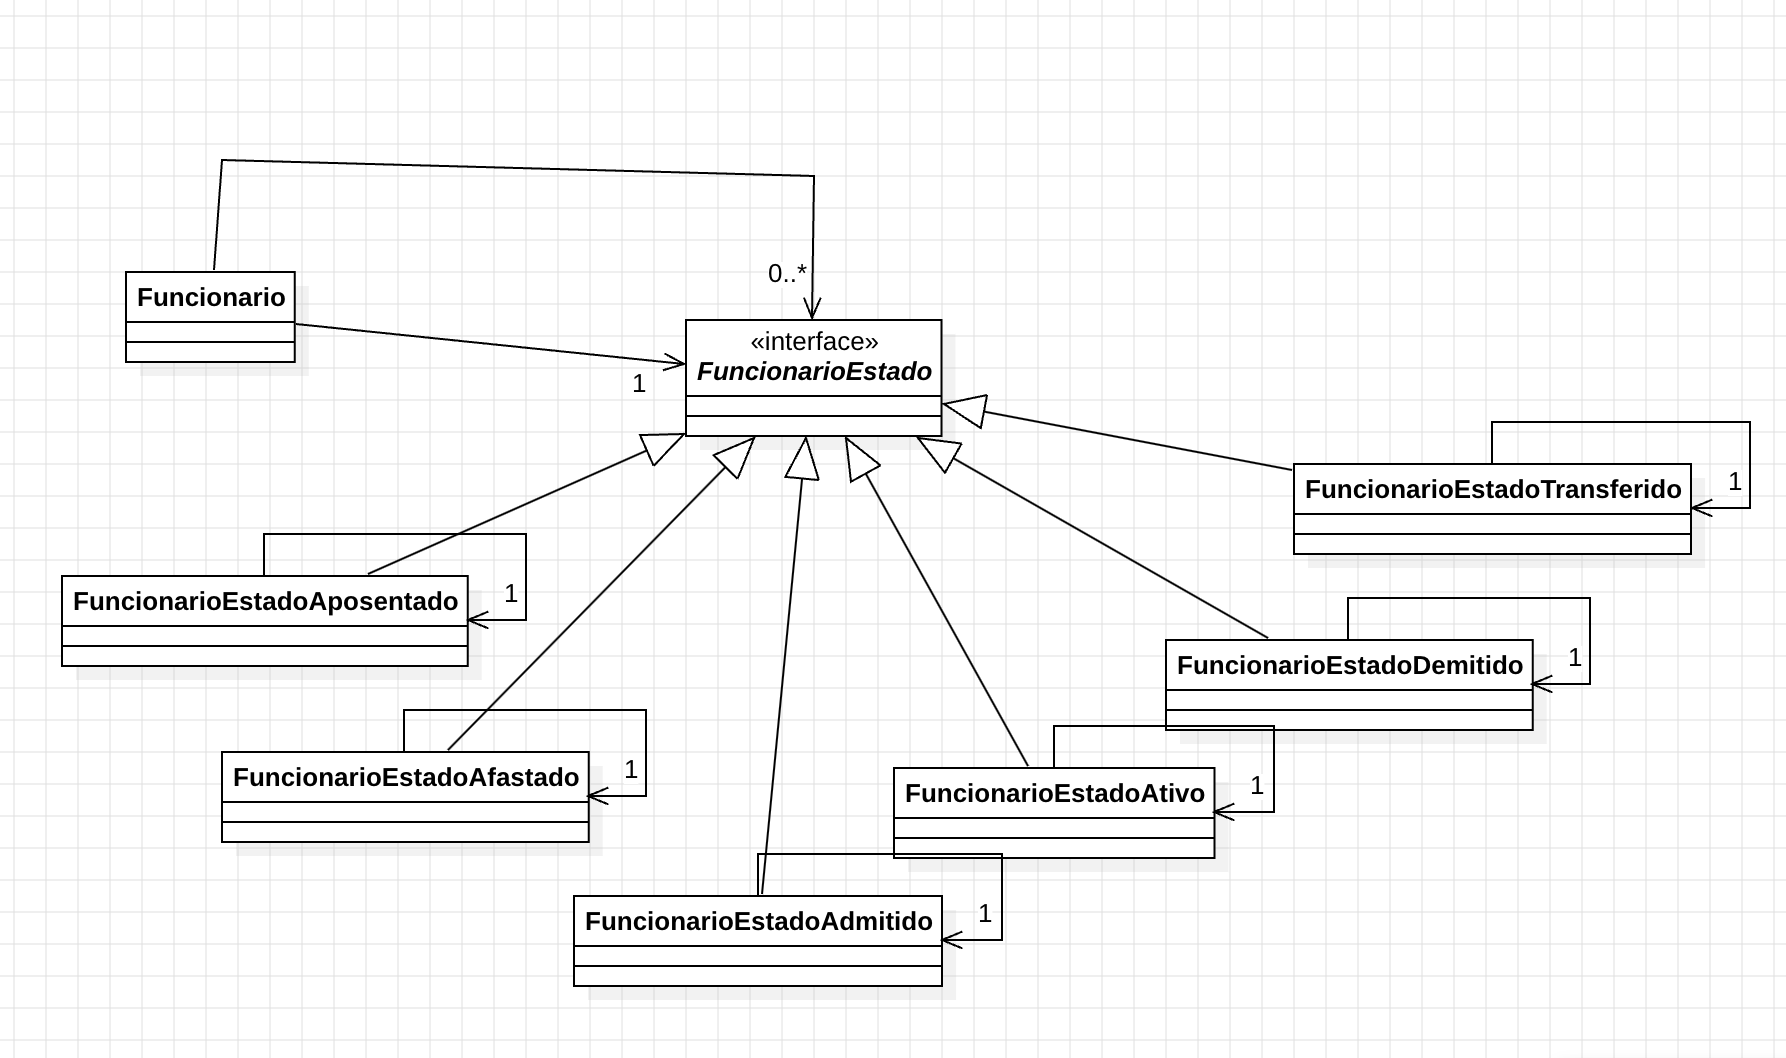 0..*
Funcionario
«interface»
FuncionarioEstado
1
1
FuncionarioEstadoTransferido
1
FuncionarioEstadoAposentado
1
FuncionarioEstadoDemitido
1
FuncionarioEstadoAfastado
1
FuncionarioEstadoAtivo
1
FuncionarioEstadoAdmitido